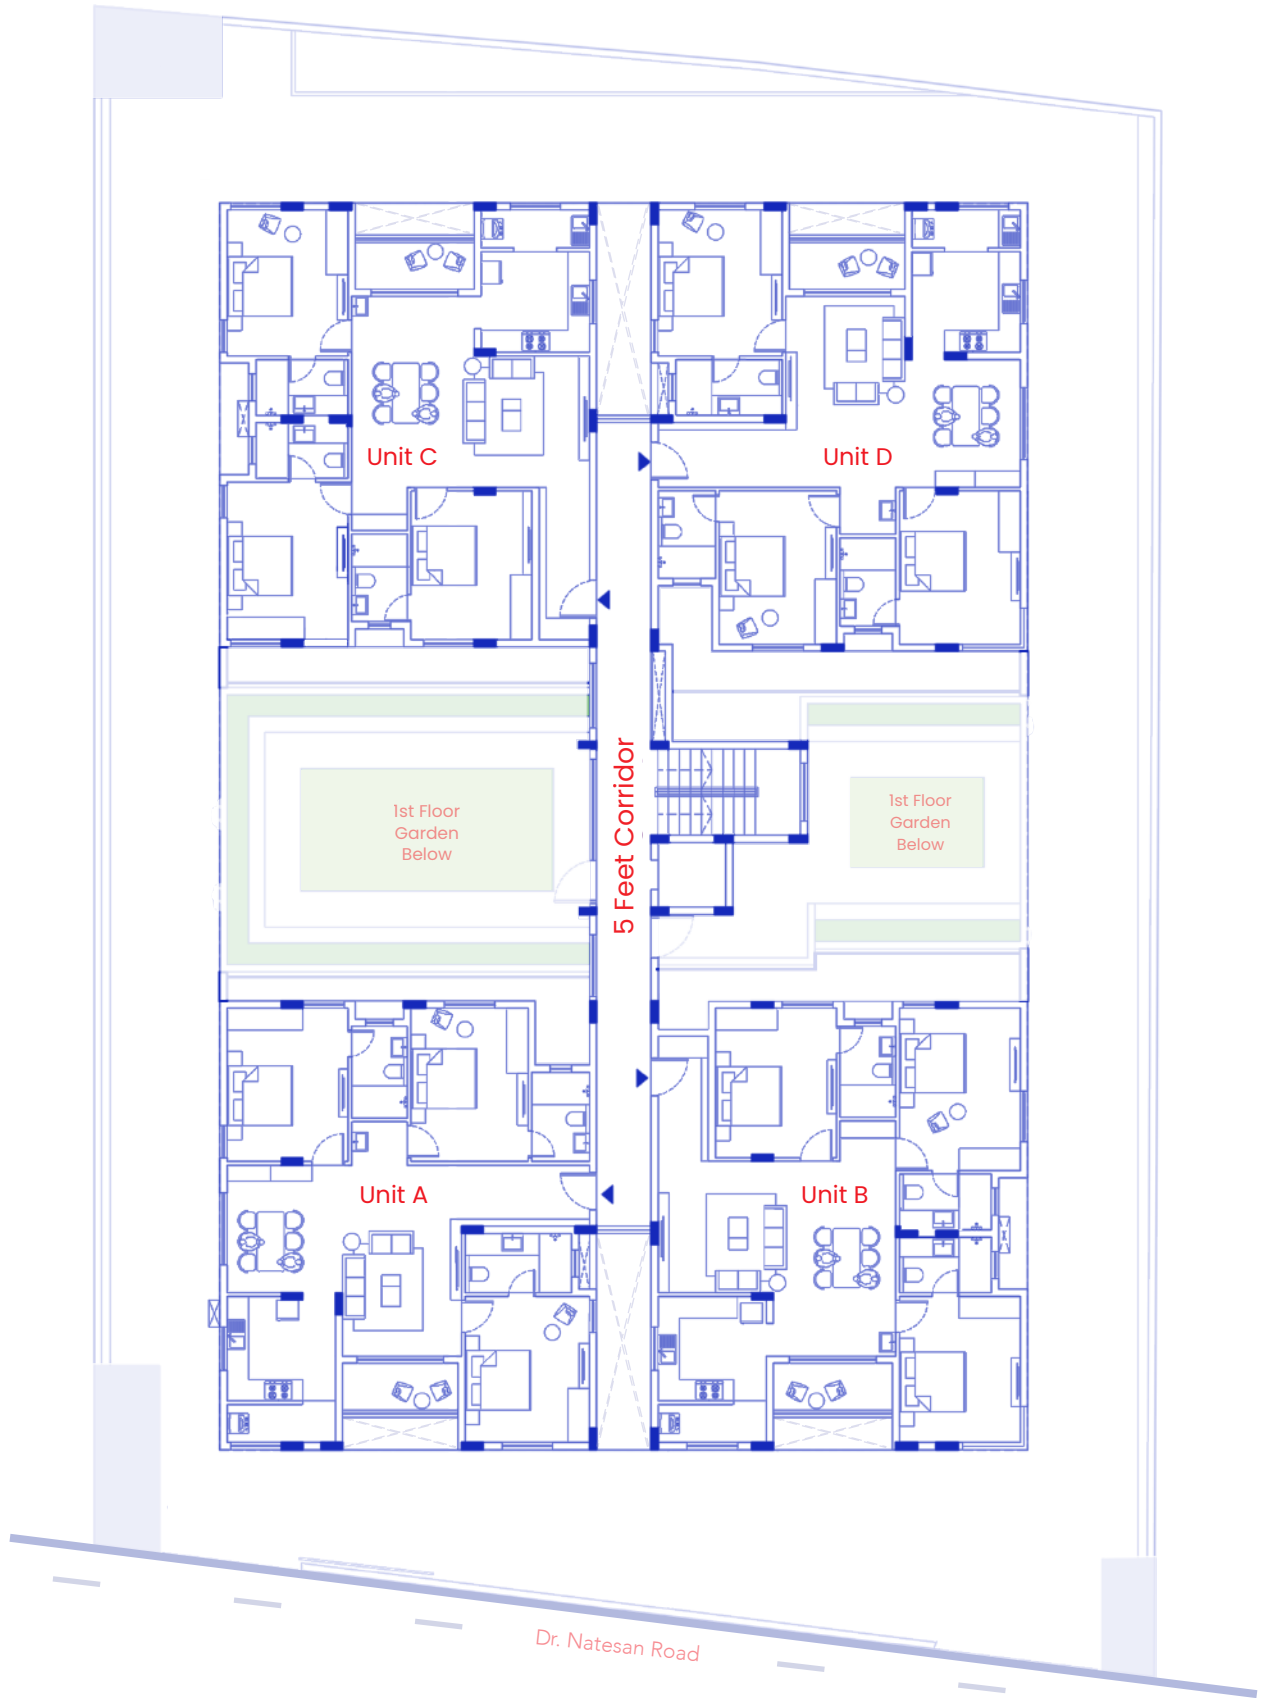 Unit C
Unit D
5 Feet Corridor
1st Floor
Garden
Below
1st Floor
Garden
Below
Unit A
Unit B
Dr. Natesan Road